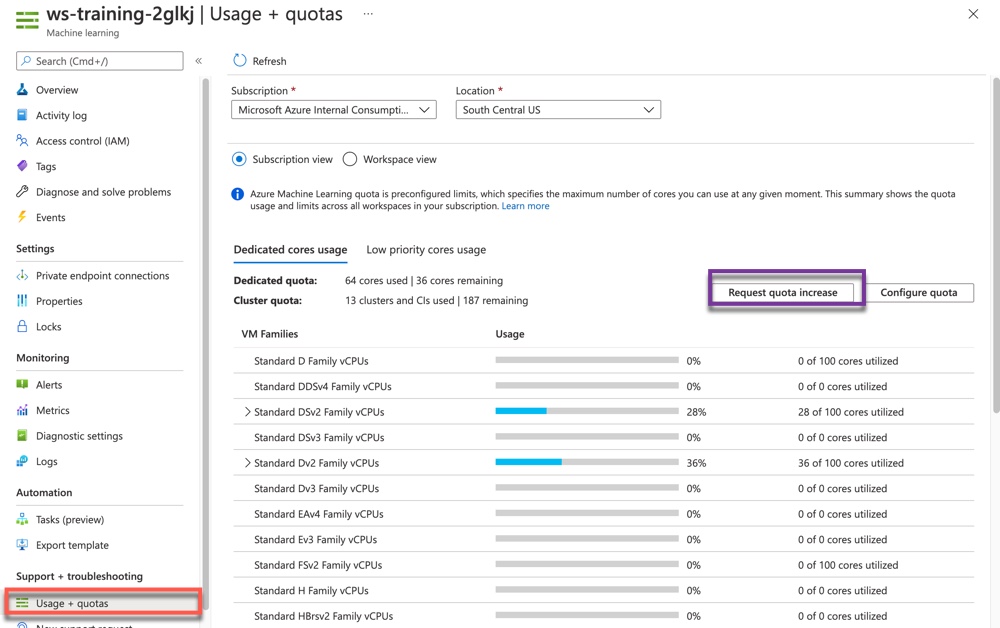 ws-training-2glkj | Usage + quotas ...
Machine learning
Search (Cmd+/)
«
Overview
Activity log
Access control (IAM)
Tags
Diagnose and solve problems
Events
Settings
Private endpoint connections
Properties
Locks
Monitoring
Alerts
Metrics
Diagnostic settings
Logs
Automation
Tasks (preview)
Export template
Support + troubleshooting
Usage + quotas
New support request
Refresh
Subscription * Location *
Microsoft Azure Internal Consumpti... South Central US
Subscription view Workspace view
Azure Machine Learning quota is preconfigured limits, which specifies the maximum number of cores you can use at any given moment. This summary shows the quota
usage and limits across all workspaces in your subscription. Learn more
Dedicated cores usage Low priority cores usage
Dedicated quota: 64 cores used | 36 cores remaining
Cluster quota: 13 clusters and CIs used | 187 remaining
Request quota increase Configure quota
VM Families Usage
Standard D Family vCPUs 0% 0 of 100 cores utilized
Standard DDSv4 Family vCPUs 0% 0 of 0 cores utilized
Standard DSv2 Family vCPUs 28% 28 of 100 cores utilized
Standard DSv3 Family vCPUs 0% 0 of 0 cores utilized
Standard Dv2 Family vCPUs 36% 36 of 100 cores utilized
Standard Dv3 Family vCPUs 0% 0 of 0 cores utilized
Standard EAv4 Family vCPUs 0% 0 of 0 cores utilized
Standard Ev3 Family vCPUs 0% 0 of 0 cores utilized
Standard FSv2 Family vCPUs 0% 0 of 100 cores utilized
Standard H Family vCPUs 0% 0 of 0 cores utilized
Standard HBrsv2 Family vCPUs 0% 0 of 0 cores utilized